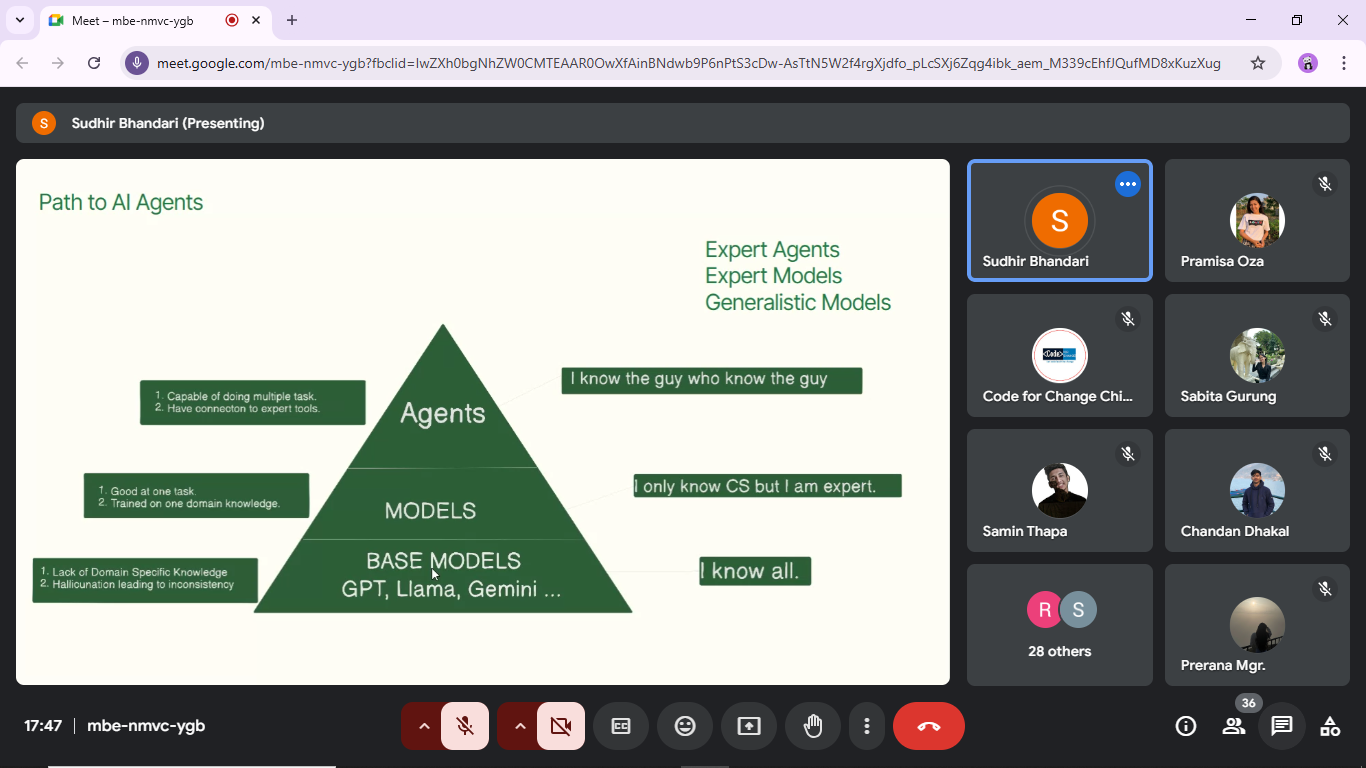 Meet – mbe-nmvc-ygb
meet.google.com/mbe-nmvc-ygb?fbclid=IwZXh0bgNhZW0CMTEAAR0OwXfAinBNdwb9P6nPtS3cDw-AsTtN5W2f4rgXjdfo_pLcSXj6Zqg4ibk_aem_M339cEhfJQufMD8xKuzXug
S
Sudhir Bhandari (Presenting)
Path to AI Agents
Expert Agents
Expert Models
Generalistic Models
I know the guy who know the guy
1. Capable of doing multiple task.
2. Have connecton to expert tools.
Agents
I only know CS but I am expert.
1. Good at one task.
2. Trained on one domain knowledge.
MODELS
BASE MODELS
GPT, Llama, Gemini ...
I know all.
1. Lack of Domain Specific Knowledge
2. Halliounation leading to inconsistency
S
Sudhir Bhandari
Pramisa Oza
<Code>
Code for Change Chi...
Sabita Gurung
Samin Thapa
Chandan Dhakal
R S
28 others
Prerana Mgr.
17:47
mbe-nmvc-ygb
36